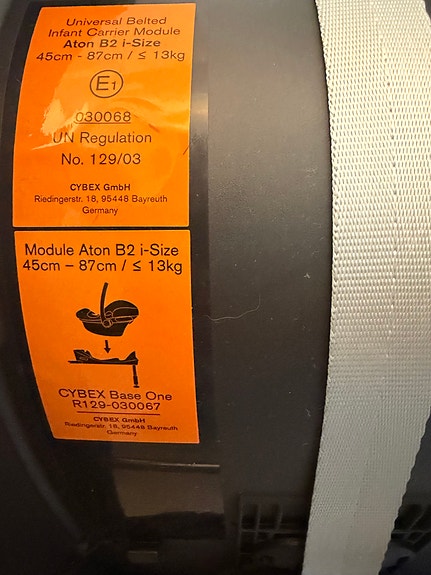 Universal Belted
Infant Carrier Module
Aton B2 i-Size
45cm - 87cm / ≤ 13kg
E1
030068
UN Regulation
No. 129/03
CYBEX GmbH
Riedingerstr. 18, 95448 Bayreuth
Germany
Module Aton B2 i-Size
45cm – 87cm / ≤ 13kg
CYBEX Base One
R129-030067
CYBEX GmbH
Riedingerstr. 18, 95448 Bayreuth
Germany